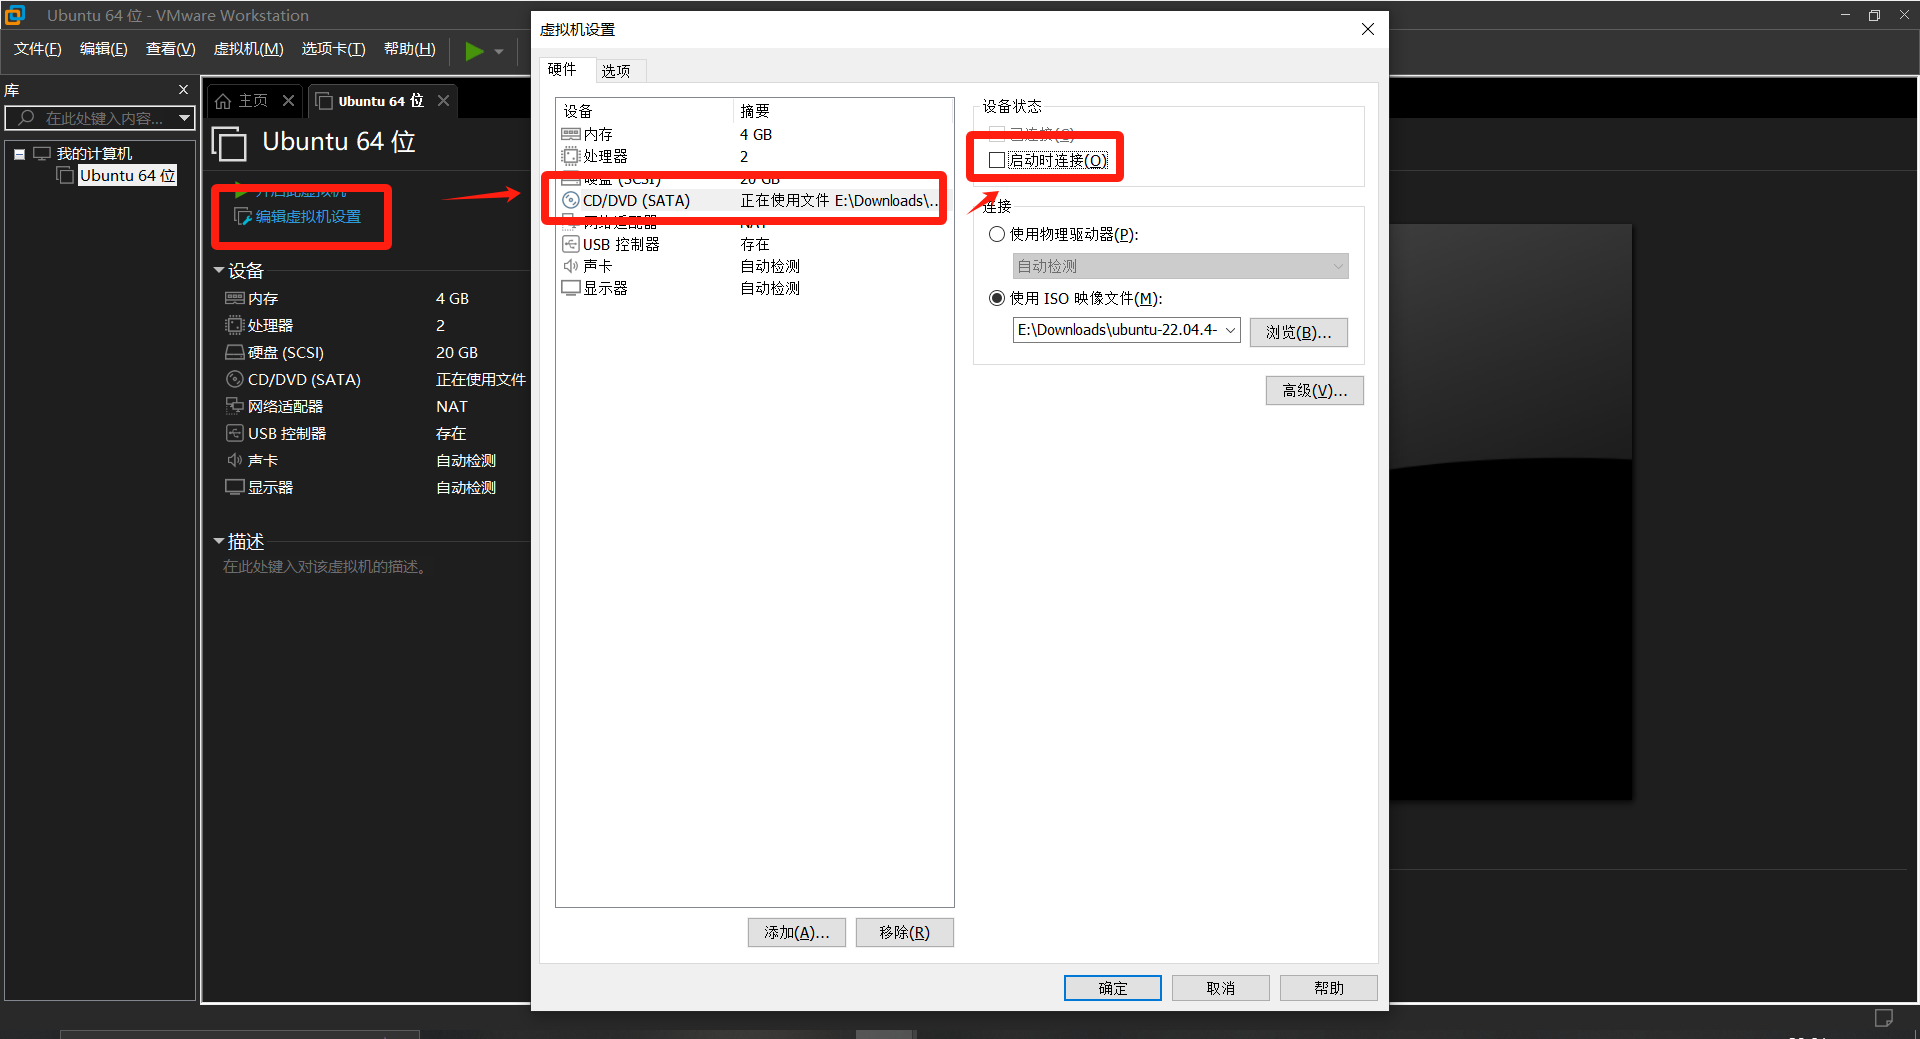 Ubuntu 64 位 - VMware Workstation
文件(F) 编辑(E) 查看(V) 虚拟机(M) 选项卡(T) 帮助(H)
库
在此处键入内容...
我的计算机
Ubuntu 64 位
主页
Ubuntu 64 位
Ubuntu 64 位
开启此虚拟机
编辑虚拟机设置
设备
内存 4 GB
处理器 2
硬盘 (SCSI) 20 GB
CD/DVD (SATA) 正在使用文件
网络适配器 NAT
USB 控制器 存在
声卡 自动检测
显示器 自动检测
描述
在此处键入对该虚拟机的描述。
虚拟机设置
硬件 选项
设备 摘要
内存 4 GB
处理器 2
硬盘 (SCSI) 20 GB
CD/DVD (SATA) 正在使用文件 E:\Downloads\...
网络适配器 NAT
USB 控制器 存在
声卡 自动检测
显示器 自动检测
添加(A)... 移除(R)
设备状态
已连接(C)
启动时连接(O)
连接
使用物理驱动器(P):
自动检测
使用 ISO 映像文件(M):
E:\Downloads\ubuntu-22.04.4- 浏览(B)...
高级(V)...
确定 取消 帮助